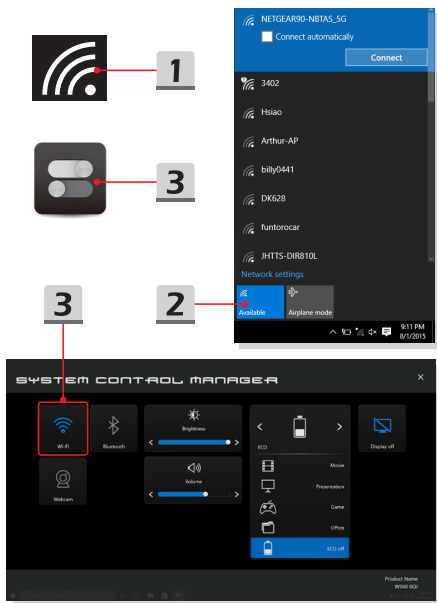 1
3
NETGEAR90-NBTAS_5G
Connect automatically
Connect
3402
Hsiao
Arthur-AP
billy0441
DK628
funtorocar
JHTTS-DIR810L
Network settings
Available
Airplane mode
9:11 PM
8/1/2015
3
2
SYSTEM CONTROL MANAGER
Wi-Fi
Bluetooth
Brightness
ECO
Display off
Webcam
Volume
Movie
Presentation
Game
Office
ECO off
Product Name
WS60 6QJ